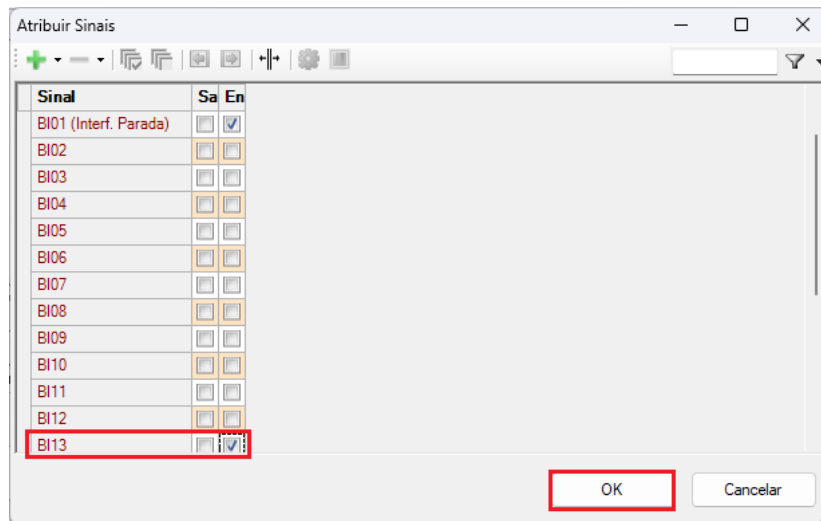 Atribuir Sinais
Sinal Sa En
BI01 (Interf. Parada)
BI02
BI03
BI04
BI05
BI06
BI07
BI08
BI09
BI10
BI11
BI12
BI13
OK Cancelar